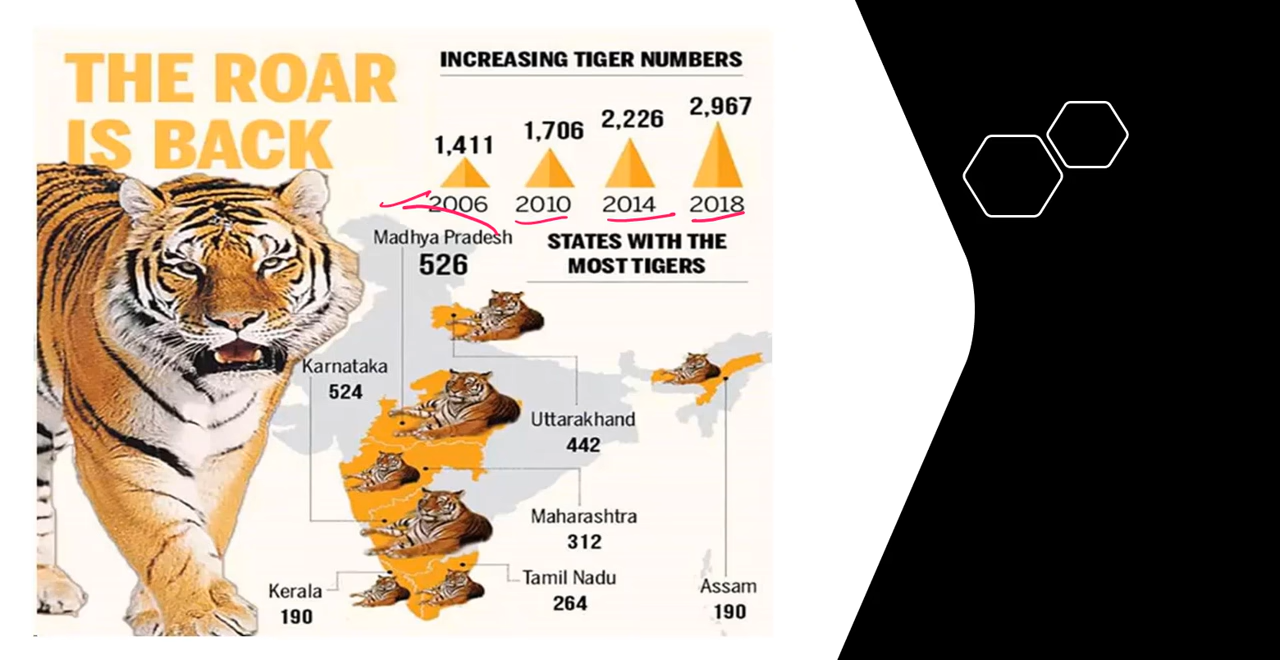 THE ROAR
IS BACK
INCREASING TIGER NUMBERS
1,411
1,706
2,226
2,967
2006
2010
2014
2018
STATES WITH THE
MOST TIGERS
Madhya Pradesh
526
Karnataka
524
Uttarakhand
442
Maharashtra
312
Tamil Nadu
264
Kerala
190
Assam
190